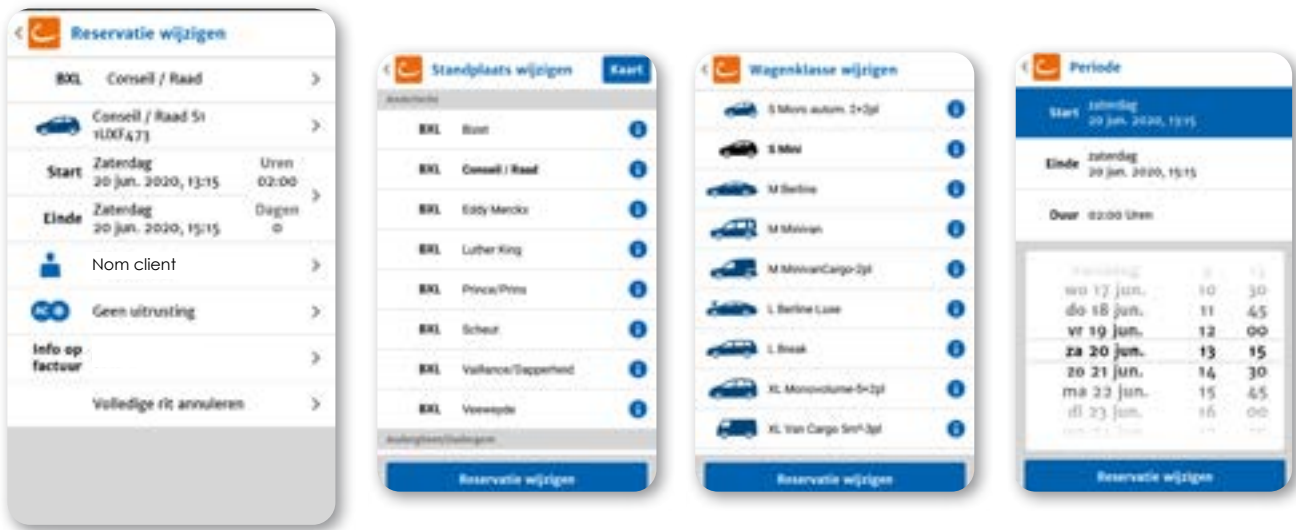 Reservatie wijzigen
BXL Conseil / Raad
Conseil / Raad S1
1UXF473
Start Zaterdag Uren
20 jun. 2020, 13:15 02:00
Einde Zaterdag Dagen
20 jun. 2020, 15:15 0
Nom client
Geen uitrusting
Info op
factuur
Volledige rit annuleren
Standplaats wijzigen Kaart
Anderlecht
BXL Bizet
BXL Conseil / Raad
BXL Eddy Merckx
BXL Luther King
BXL Prince/Prins
BXL Scheut
BXL Vaillance/Dapperheid
BXL Veeweyde
Reservatie wijzigen
Wagenklasse wijzigen
S Micro autom. 2+2pl
S Mini
M Berline
M Minivan
M MinivanCargo-2pl
L Berline Luxe
L Break
XL Monovolume-5+2pl
XL Van Cargo 5m³-3pl
Reservatie wijzigen
Periode
Start zaterdag
20 jun. 2020, 13:15
Einde zaterdag
20 jun. 2020, 15:15
Duur 02:00 Uren
wo 17 jun. 10 30
do 18 jun. 11 45
vr 19 jun. 12 00
za 20 jun. 13 15
zo 21 jun. 14 30
ma 22 jun. 15 45
di 23 jun. 16 00
Reservatie wijzigen